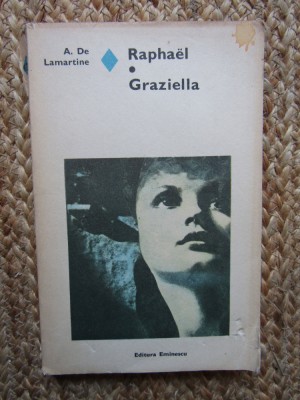 A. De
Lamartine
Raphaël
Graziella
Editura Eminescu